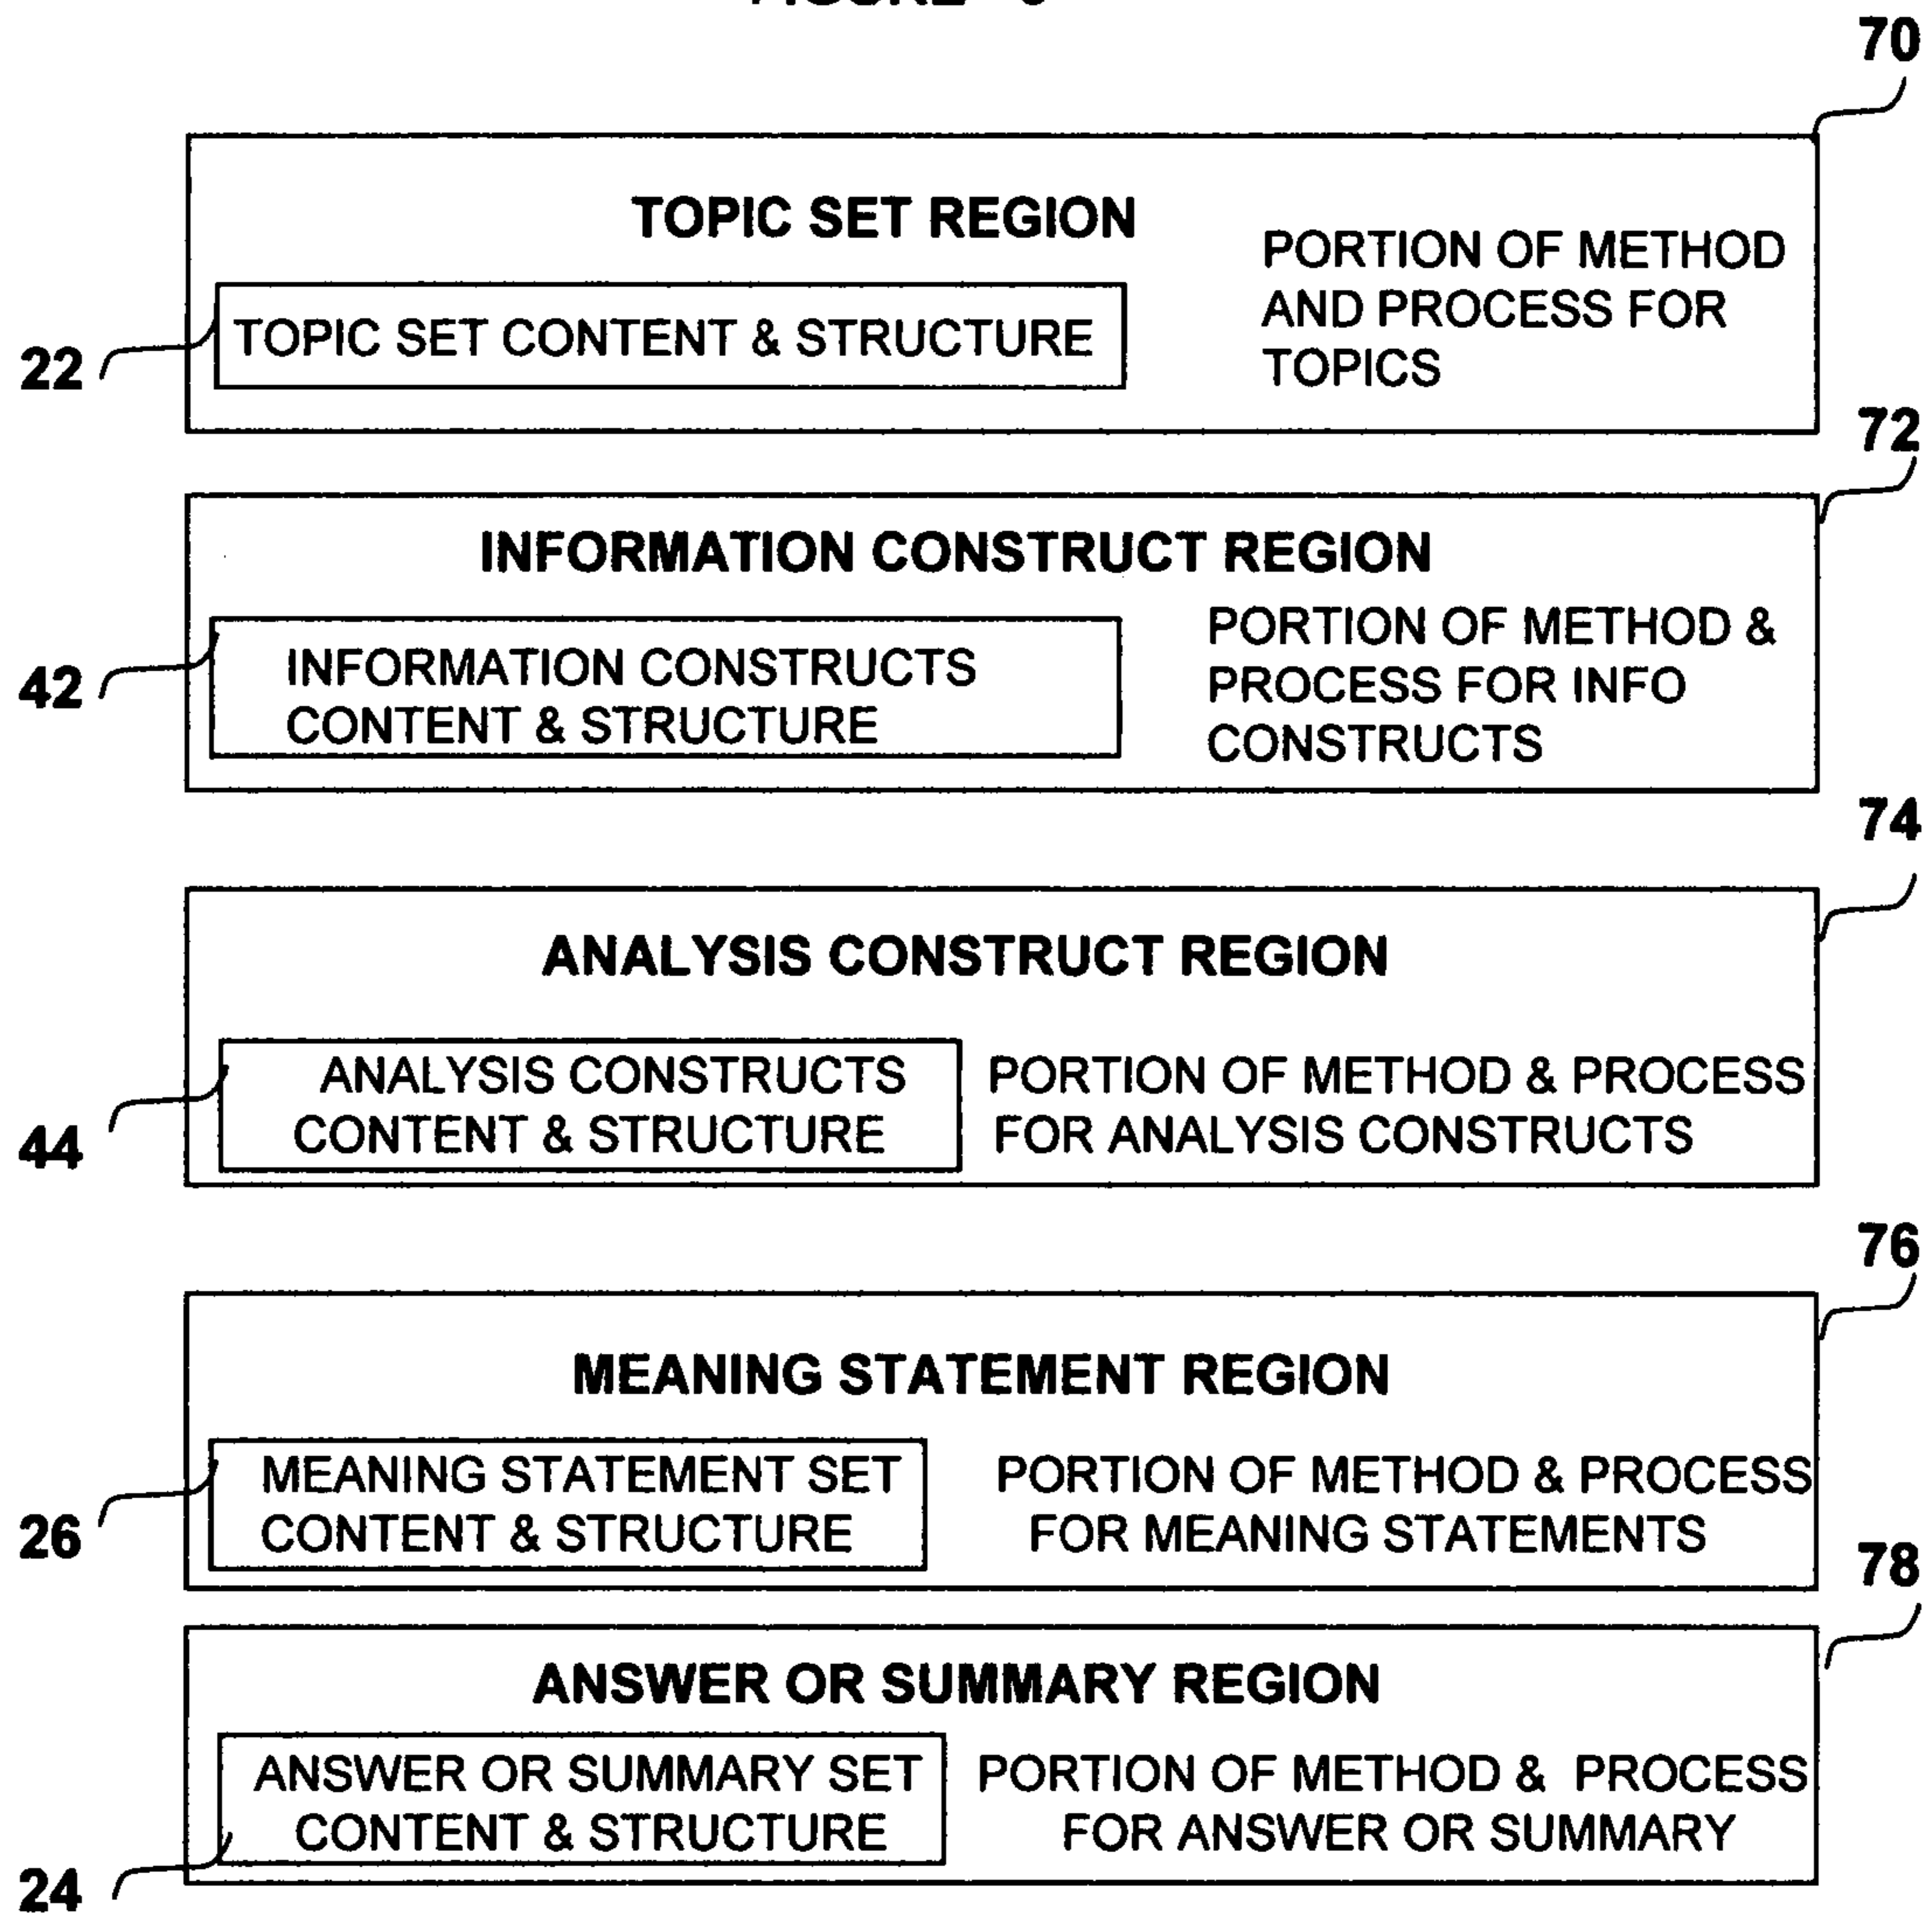 70
TOPIC SET REGION
PORTION OF METHOD
AND PROCESS FOR
TOPICS
TOPIC SET CONTENT & STRUCTURE
22
72
INFORMATION CONSTRUCT REGION
PORTION OF METHOD &
PROCESS FOR INFO
CONSTRUCTS
INFORMATION CONSTRUCTS
CONTENT & STRUCTURE
42
74
ANALYSIS CONSTRUCT REGION
ANALYSIS CONSTRUCTS
CONTENT & STRUCTURE
PORTION OF METHOD & PROCESS
FOR ANALYSIS CONSTRUCTS
44
76
MEANING STATEMENT REGION
MEANING STATEMENT SET
CONTENT & STRUCTURE
PORTION OF METHOD & PROCESS
FOR MEANING STATEMENTS
26
78
ANSWER OR SUMMARY REGION
ANSWER OR SUMMARY SET
CONTENT & STRUCTURE
PORTION OF METHOD & PROCESS
FOR ANSWER OR SUMMARY
24